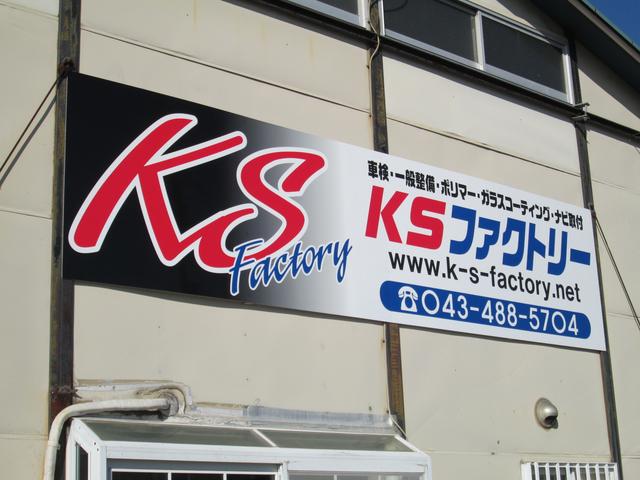 KS
Factory
車検・一般整備・ポリマー・ガラスコーティング・ナビ取付
KSファクトリー
www.k-s-factory.net
☎043-488-5704